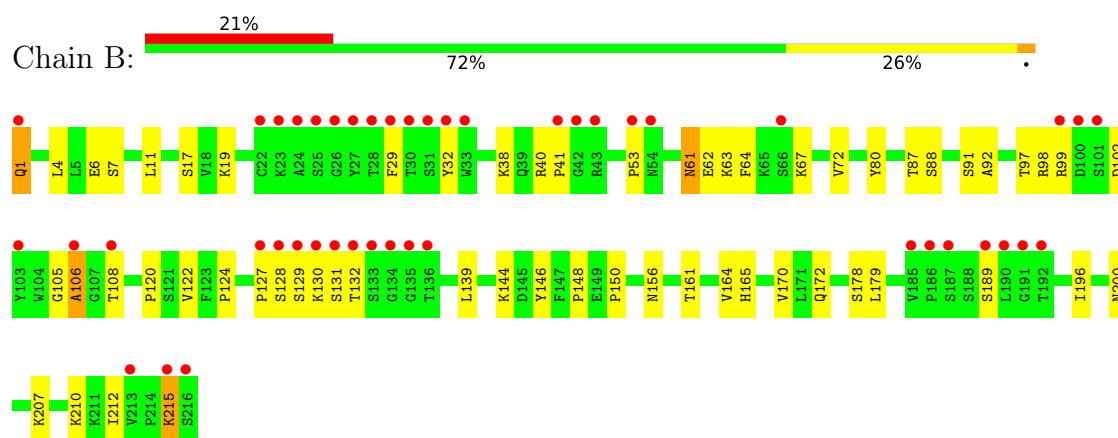 21%
Chain B:
72%
26%
•
Q1 L4 L5 E6 S7 L11 S17 V18 K19 C22 K23 A24 S25 G26 Y27 T28 F29 T30 S31 Y32 W33 K38 Q39 R40 P41 G42 R43 P53 N54 N61 E62 K63 F64 K65 S66 K67 V72 Y80 T87 S88 S91 A92 T97 R98 R99 D100 S101 D102
Y103 W104 G105 A106 G107 T108 P120 S121 V122 F123 P124 P127 S128 S129 K130 S131 T132 S133 G134 G135 T136 L139 K144 D145 Y146 F147 P148 E149 P150 N156 T161 V164 H165 V170 L171 Q172 S178 L179 V185 P186 S187 S188 S189 L190 G191 T192 I196 N200
K207 K210 K211 I212 V213 P214 K215 S216